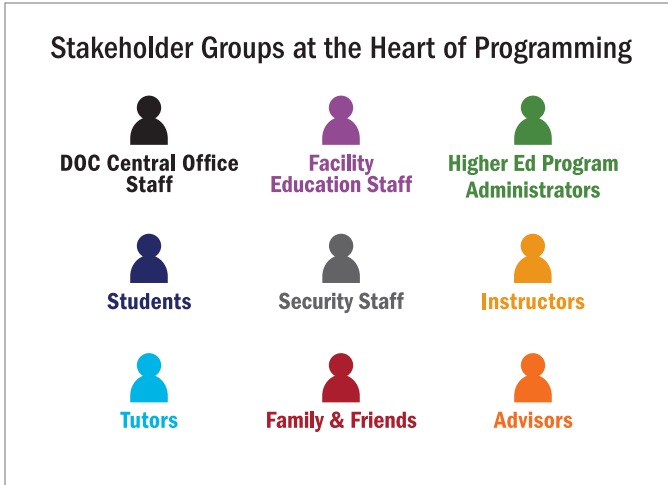 Stakeholder Groups at the Heart of Programming
DOC Central Office
Staff
Facility
Education Staff
Higher Ed Program
Administrators
Students
Security Staff
Instructors
Tutors
Family & Friends
Advisors